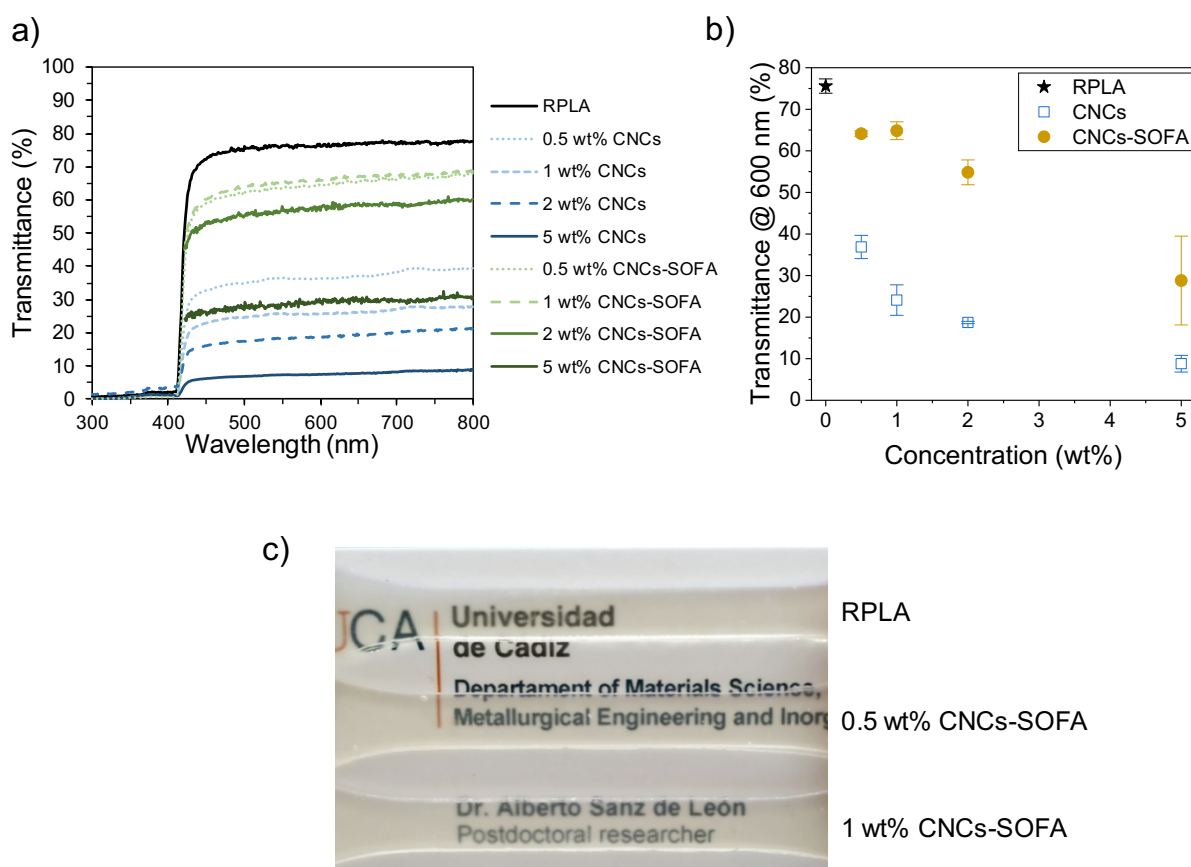 a)
100
90
80
70
60
50
40
30
20
10
0
Transmittance (%)
300 400 500 600 700 800
Wavelength (nm)
RPLA
0.5 wt% CNCs
1 wt% CNCs
2 wt% CNCs
5 wt% CNCs
0.5 wt% CNCs-SOFA
1 wt% CNCs-SOFA
2 wt% CNCs-SOFA
5 wt% CNCs-SOFA
b)
80
70
60
50
40
30
20
10
0
Transmittance @ 600 nm (%)
0 1 2 3 4 5
Concentration (wt%)
RPLA
CNCs
CNCs-SOFA
c)
UCA
Universidad
de Cádiz
Departament of Materials Science,
Metallurgical Engineering and Inorg
Dr. Alberto Sanz de León
Postdoctoral researcher
RPLA
0.5 wt% CNCs-SOFA
1 wt% CNCs-SOFA